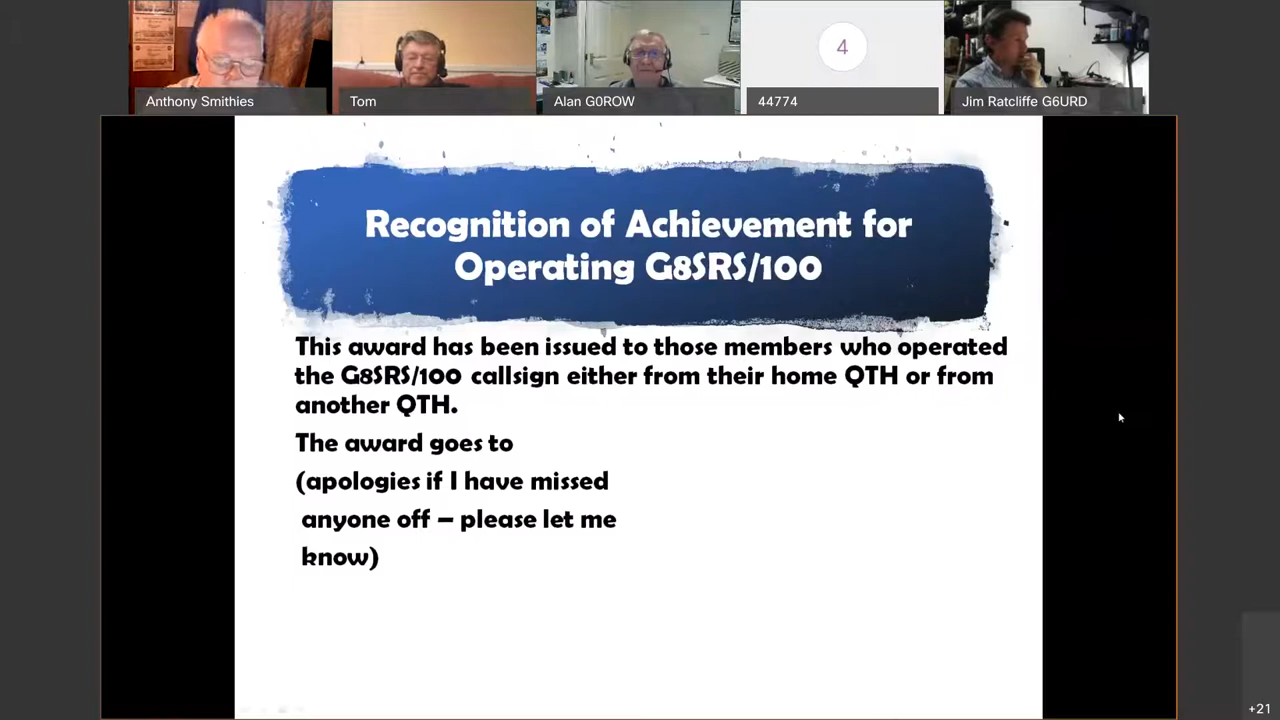 Anthony Smithies
Tom
Alan G0ROW
4
44774
Jim Ratcliffe G6URD
Recognition of Achievement for
Operating G8SRS/100
This award has been issued to those members who operated
the G8SRS/100 callsign either from their home QTH or from
another QTH.
The award goes to
(apologies if I have missed
anyone off – please let me
know)
+21